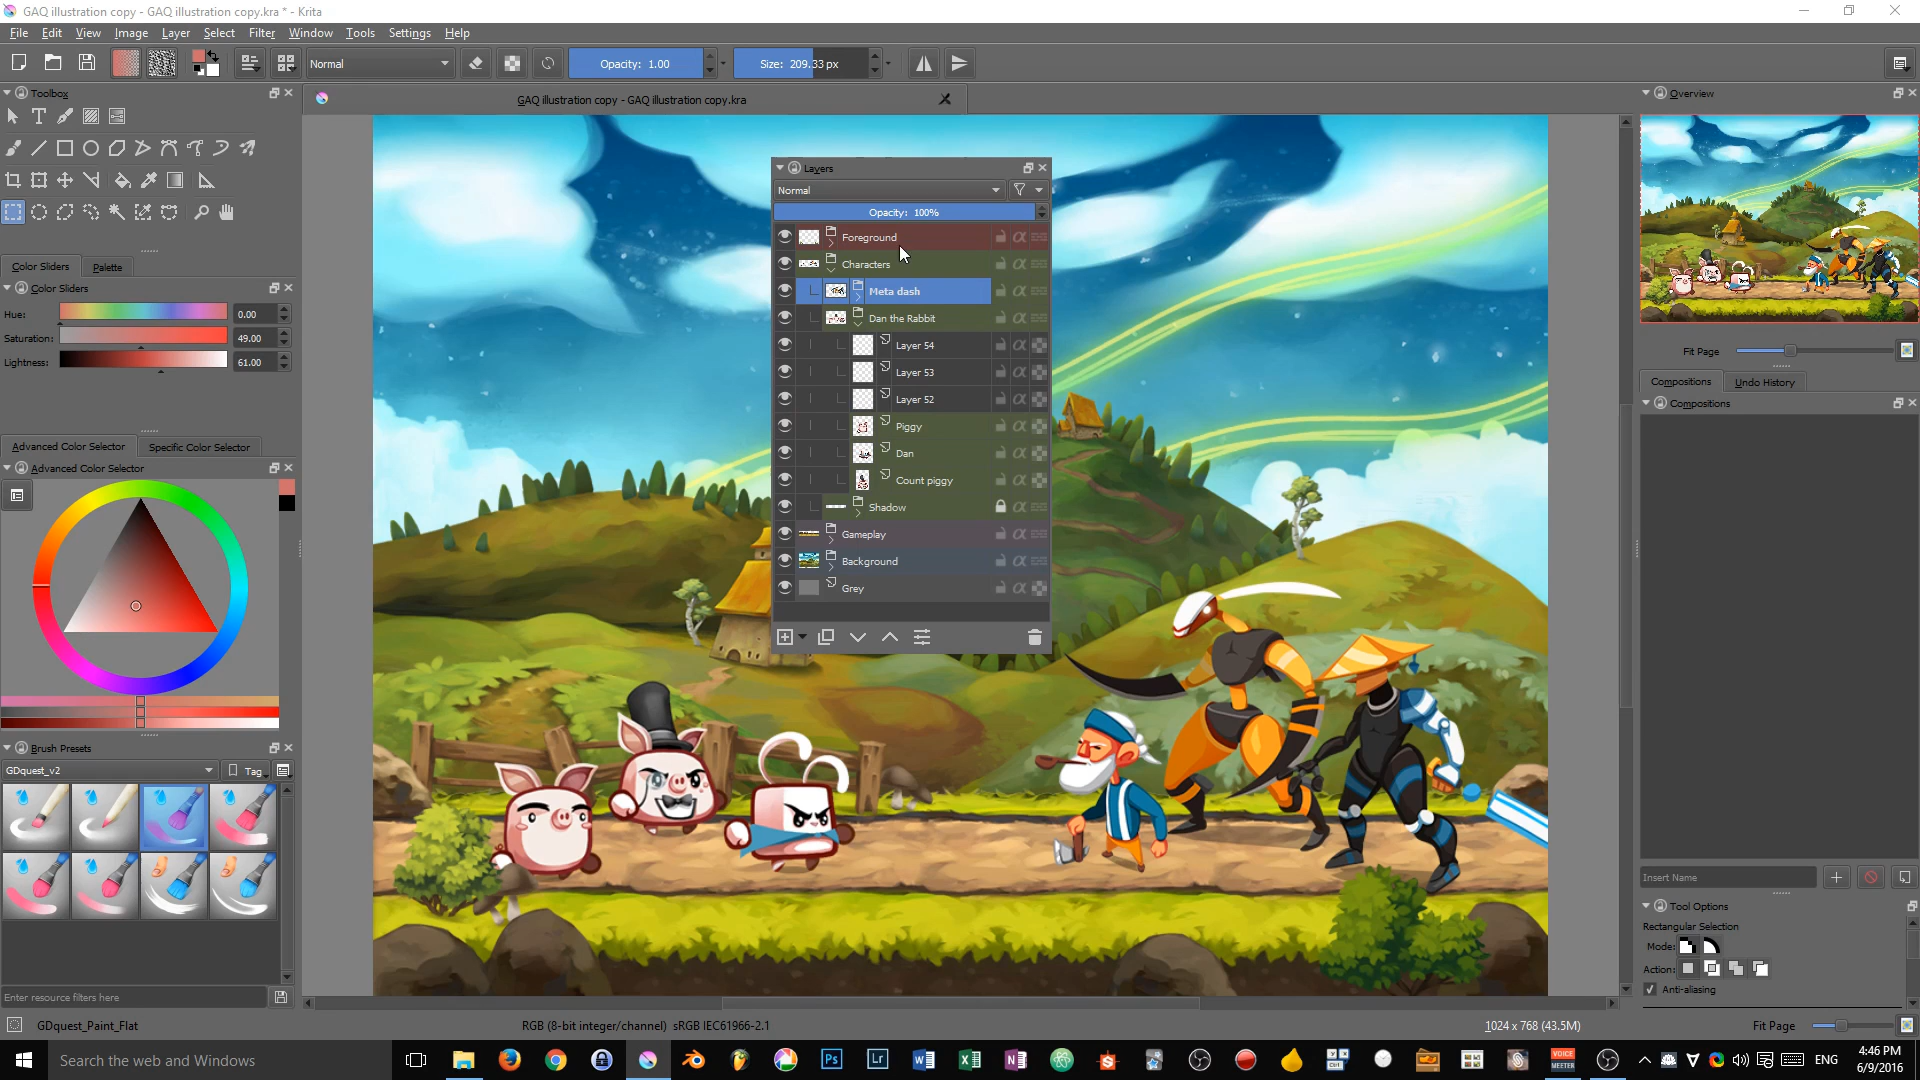 GAQ illustration copy - GAQ illustration copy.kra * - Krita
File Edit View Image Layer Select Filter Window Tools Settings Help
Normal
Opacity: 1.00
Size: 209.33 px
Toolbox
GAQ illustration copy - GAQ illustration copy.kra
Overview
Layers
Normal
Opacity: 100%
Foreground
Characters
Meta dash
Dan the Rabbit
Layer 54
Layer 53
Layer 52
Piggy
Dan
Count piggy
Shadow
Gameplay
Background
Grey
Color Sliders
Palette
Color Sliders
Hue: 0.00
Saturation: 49.00
Lightness: 61.00
Advanced Color Selector
Specific Color Selector
Advanced Color Selector
Brush Presets
GDquest_v2
Tag
Enter resource filters here
Fit Page
Compositions
Undo History
Compositions
Insert Name
Tool Options
Rectangular Selection
Mode:
Action:
Anti-aliasing
GDquest_Paint_Flat
RGB (8-bit integer/channel) sRGB IEC61966-2.1
1024 x 768 (43.5M)
Fit Page
Search the web and Windows
Ps
Lr
VOICE
MEETER
ENG
4:46 PM
6/9/2016